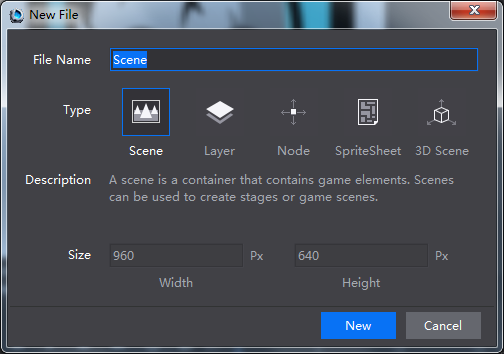 New File
File Name
Scene
Type
Scene Layer Node SpriteSheet 3D Scene
Description
A scene is a container that contains game elements. Scenes
can be used to create stages or game scenes.
Size 960 Px 640 Px
Width Height
New Cancel